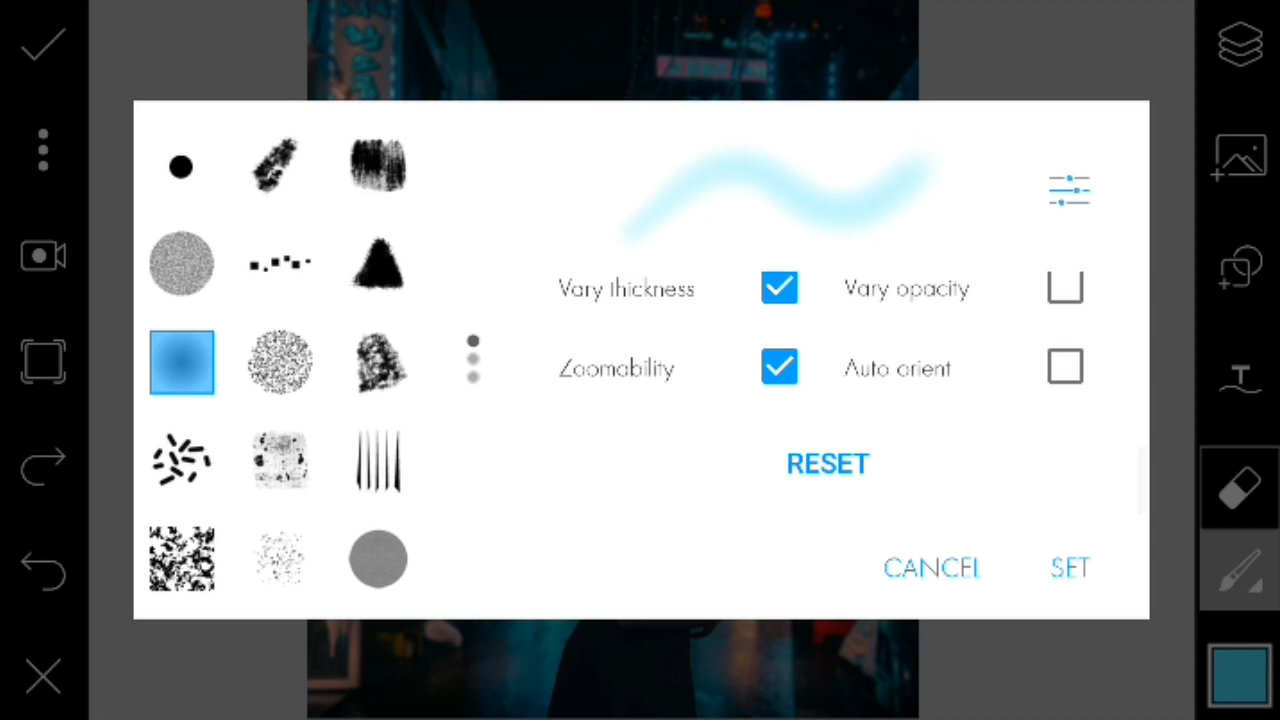 Vary thickness
Vary opacity
Zoomability
Auto orient
RESET
CANCEL
SET
T